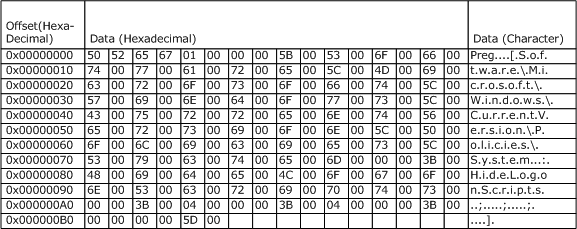 Offset(Hexa-
Decimal) Data (Hexadecimal) Data (Character)
0x00000000 50 52 65 67 01 00 00 00 5B 00 53 00 6F 00 66 00 Preg....[.S.of.
0x00000010 74 00 77 00 61 00 72 00 65 00 5C 00 4D 00 69 00 t.w.a.r.e.\.Mi
0x00000020 63 00 72 00 6F 00 73 00 6F 00 66 00 74 00 5C 00 c.r.o.s.o.f.t.\.
0x00000030 57 00 69 00 6E 00 64 00 6F 00 77 00 73 00 5C 00 W.i.n.d.o.w.s.\.
0x00000040 43 00 75 00 72 00 72 00 65 00 6E 00 74 00 56 00 C.u.r.r.e.n.t.V.
0x00000050 65 00 72 00 73 00 69 00 6F 00 6E 00 5C 00 50 00 e.r.s.i.o.n.\.P.
0x00000060 6F 00 6C 00 69 00 63 00 69 00 65 00 73 00 5C 00 o.l.i.c.i.e.s.\.
0x00000070 53 00 79 00 63 00 74 00 65 00 6D 00 00 00 3B 00 S.y.s.t.e.m...:.
0x00000080 48 00 69 00 64 00 65 00 4C 00 6F 00 67 00 6F 00 H.i.d.e.L.o.g.o
0x00000090 6E 00 53 00 63 00 72 00 69 00 70 00 74 00 73 00 n.S.c.r.i.p.t.s.
0x000000A0 00 00 3B 00 04 00 00 00 3B 00 04 00 00 00 3B 00 ..;.....;.....;.
0x000000B0 00 00 00 00 5D 00 ....].